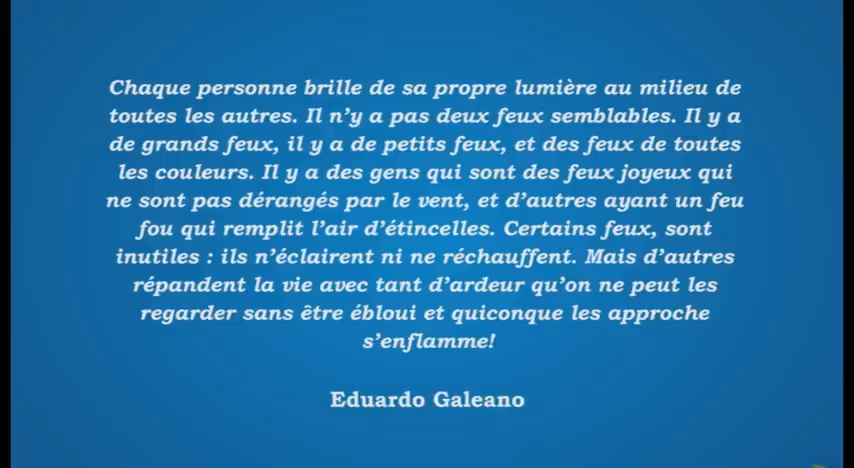 Chaque personne brille de sa propre lumière au milieu de
toutes les autres. Il n’y a pas deux feux semblables. Il y a
de grands feux, il y a de petits feux, et des feux de toutes
les couleurs. Il y a des gens qui sont des feux joyeux qui
ne sont pas dérangés par le vent, et d’autres ayant un feu
fou qui remplit l’air d’étincelles. Certains feux, sont
inutiles : ils n’éclairent ni ne réchauffent. Mais d’autres
répandent la vie avec tant d’ardeur qu’on ne peut les
regarder sans être ébloui et quiconque les approche
s’enflamme!
Eduardo Galeano